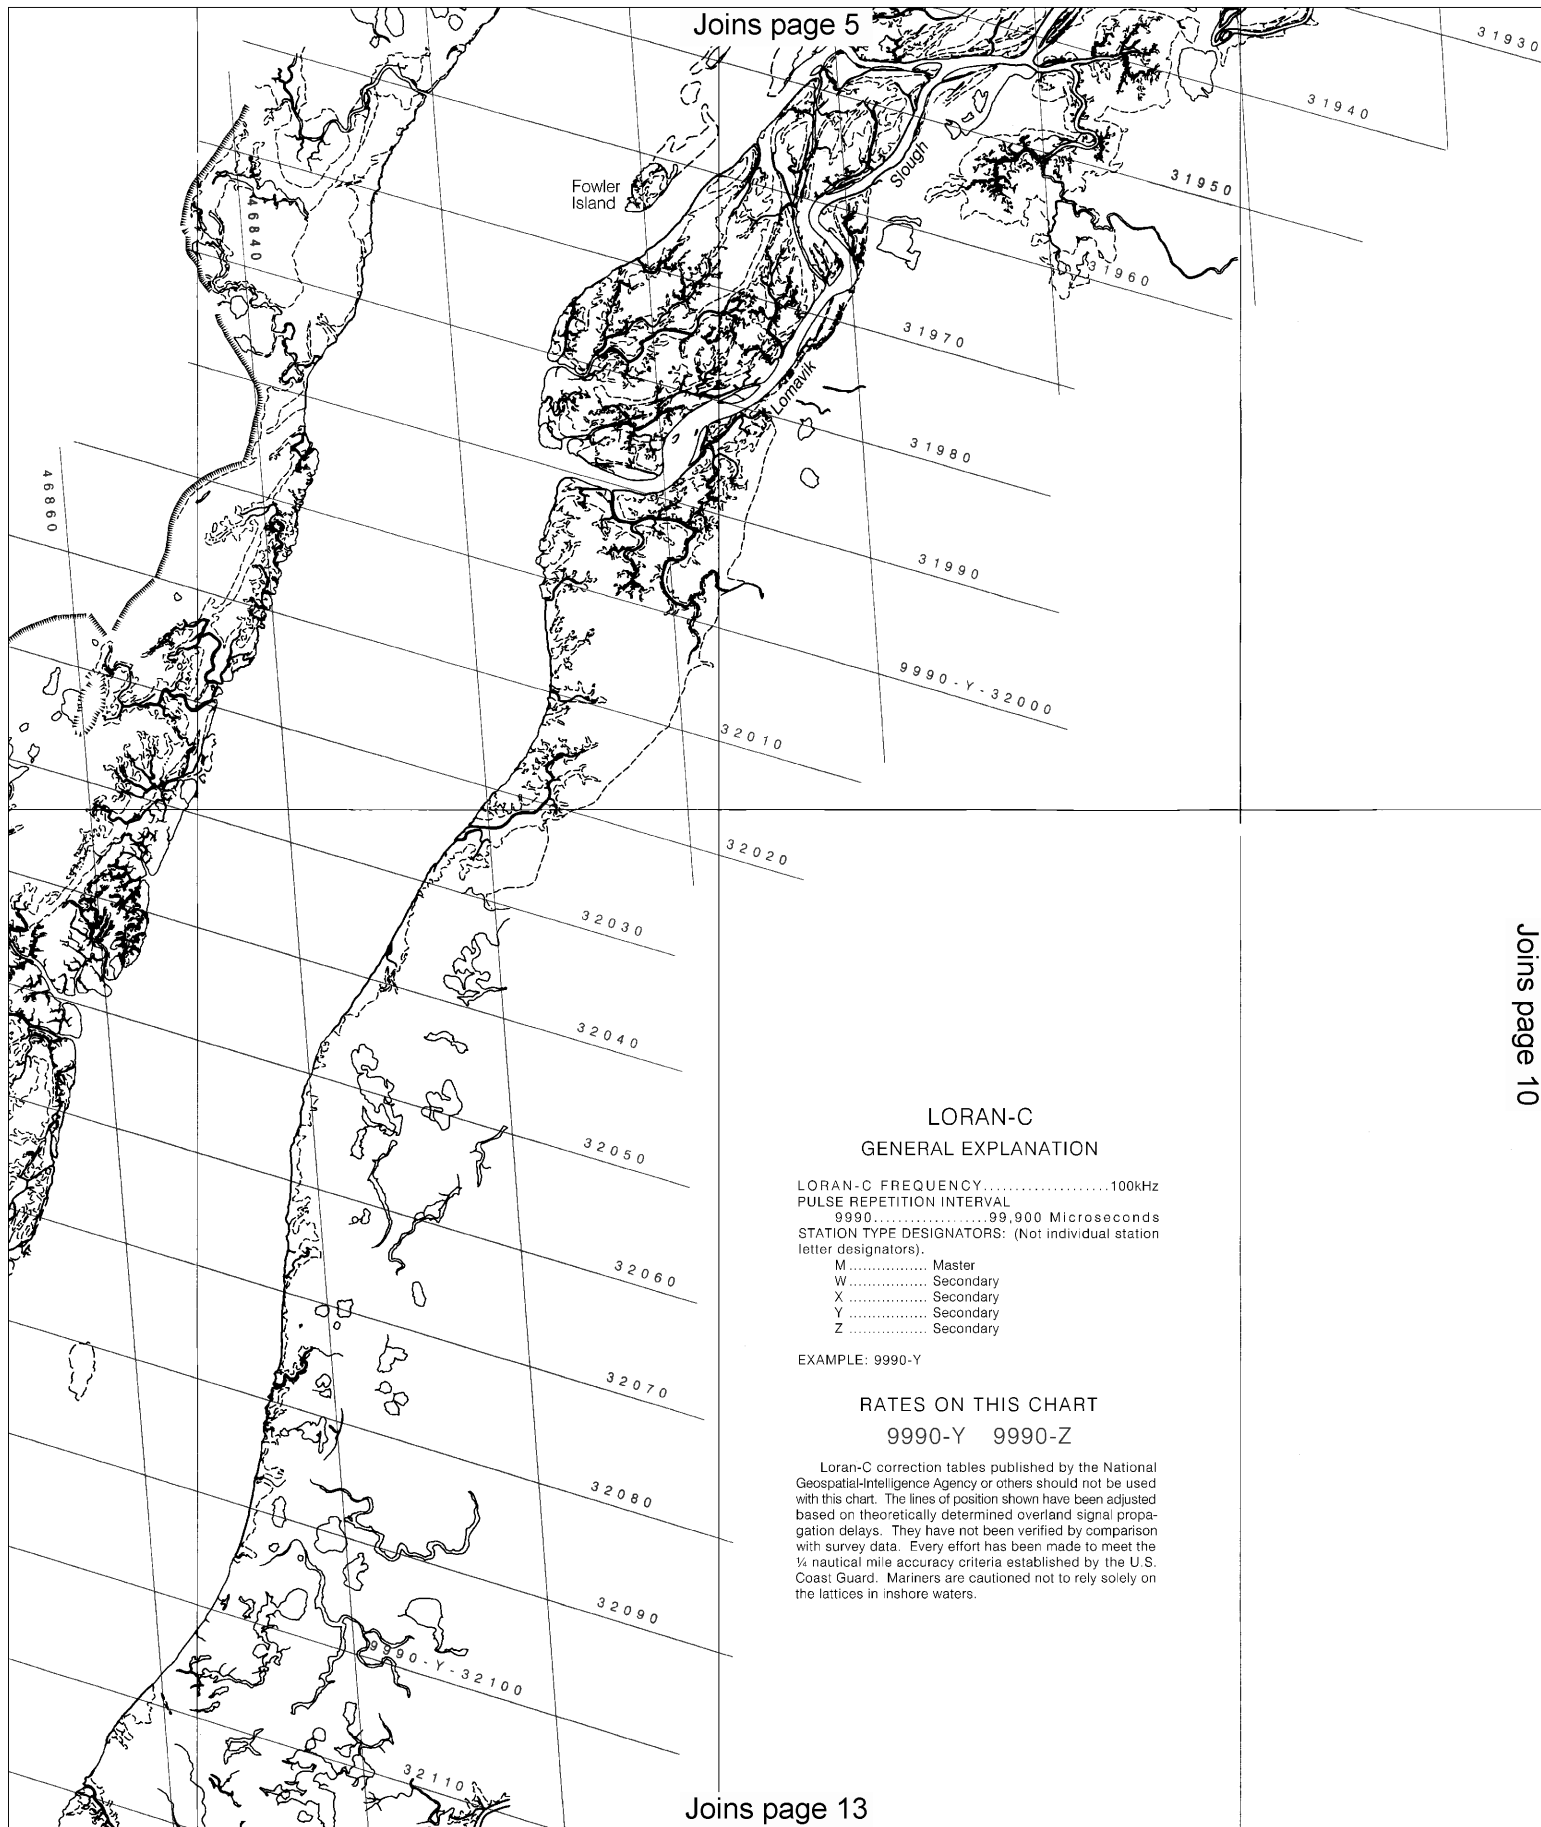 Joins page 5
31930
31940
31950
31960
31970
31980
31990
9990-Y-32000
32010
32020
32030
32040
32050
32060
32070
32080
32090
9990-Y-32100
32110
46840
46860
Fowler
Island
Slough
Lomavik
Joins page 10
LORAN-C
GENERAL EXPLANATION
LORAN-C FREQUENCY....................100kHz
PULSE REPETITION INTERVAL
9990...................99,900 Microseconds
STATION TYPE DESIGNATORS: (Not individual station
letter designators).
M ................. Master
W ................. Secondary
X ................. Secondary
Y ................. Secondary
Z ................. Secondary
EXAMPLE: 9990-Y
RATES ON THIS CHART
9990-Y 9990-Z
Loran-C correction tables published by the National
Geospatial-Intelligence Agency or others should not be used
with this chart. The lines of position shown have been adjusted
based on theoretically determined overland signal propa-
gation delays. They have not been verified by comparison
with survey data. Every effort has been made to meet the
¼ nautical mile accuracy criteria established by the U.S.
Coast Guard. Mariners are cautioned not to rely solely on
the lattices in inshore waters.
Joins page 13